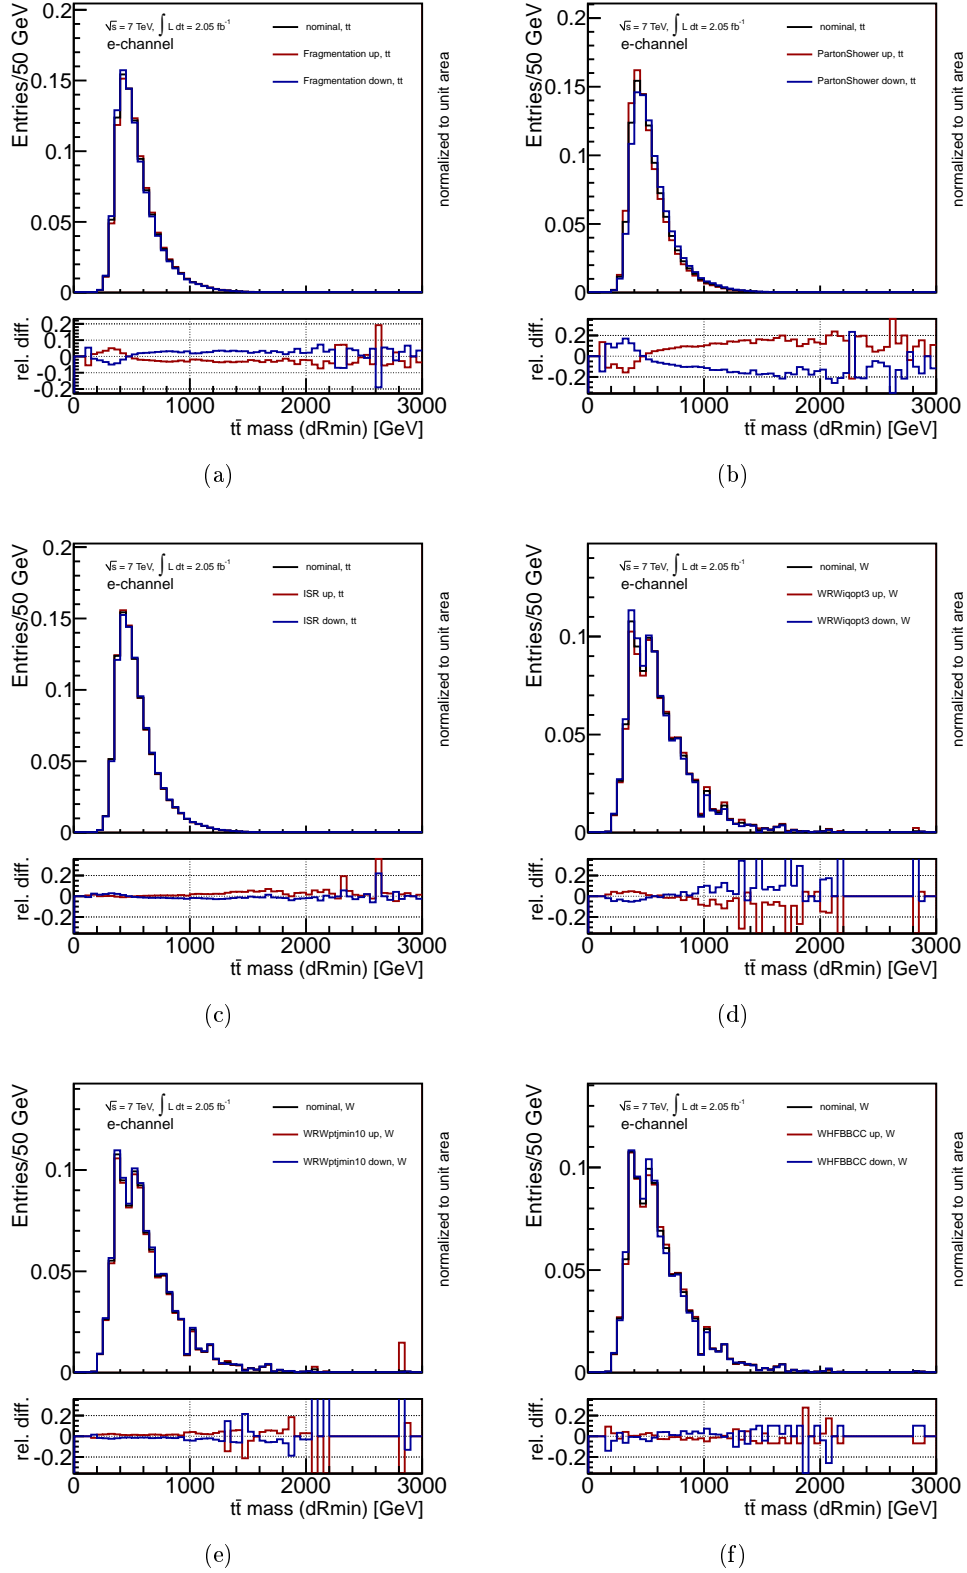 Entries/50 GeV
0.2
0.15
0.1
0.05
0
√s = 7 TeV, ∫ L dt = 2.05 fb⁻¹
e-channel
nominal, tt
Fragmentation up, tt
Fragmentation down, tt
normalized to unit area
rel. diff.
0.2
0.1
0
-0.1
-0.2
0 1000 2000 3000
tt̄ mass (dRmin) [GeV]
(a)
Entries/50 GeV
0.2
0.15
0.1
0.05
0
√s = 7 TeV, ∫ L dt = 2.05 fb⁻¹
e-channel
nominal, tt
PartonShower up, tt
PartonShower down, tt
normalized to unit area
rel. diff.
0.2
0
-0.2
0 1000 2000 3000
tt̄ mass (dRmin) [GeV]
(b)
Entries/50 GeV
0.2
0.15
0.1
0.05
0
√s = 7 TeV, ∫ L dt = 2.05 fb⁻¹
e-channel
nominal, tt
ISR up, tt
ISR down, tt
normalized to unit area
rel. diff.
0.2
0
-0.2
0 1000 2000 3000
tt̄ mass (dRmin) [GeV]
(c)
Entries/50 GeV
0.1
0.05
0
√s = 7 TeV, ∫ L dt = 2.05 fb⁻¹
e-channel
nominal, W
WRWiqopt3 up, W
WRWiqopt3 down, W
normalized to unit area
rel. diff.
0.2
0
-0.2
0 1000 2000 3000
tt̄ mass (dRmin) [GeV]
(d)
Entries/50 GeV
0.1
0.05
0
√s = 7 TeV, ∫ L dt = 2.05 fb⁻¹
e-channel
nominal, W
WRWptjmin10 up, W
WRWptjmin10 down, W
normalized to unit area
rel. diff.
0.2
0
-0.2
0 1000 2000 3000
tt̄ mass (dRmin) [GeV]
(e)
Entries/50 GeV
0.1
0.05
0
√s = 7 TeV, ∫ L dt = 2.05 fb⁻¹
e-channel
nominal, W
WHFBBCC up, W
WHFBBCC down, W
normalized to unit area
rel. diff.
0.2
0
-0.2
0 1000 2000 3000
tt̄ mass (dRmin) [GeV]
(f)